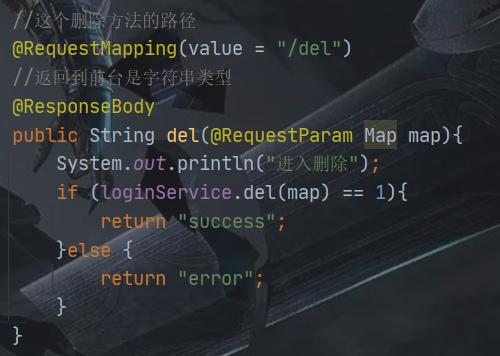 //这个删除方法的路径
@RequestMapping(value = "/del")
//返回到前台是字符串类型
@ResponseBody
public String del(@RequestParam Map map){
    System.out.println("进入删除");
    if (loginService.del(map) == 1){
        return "success";
    }else {
        return "error";
    }
}